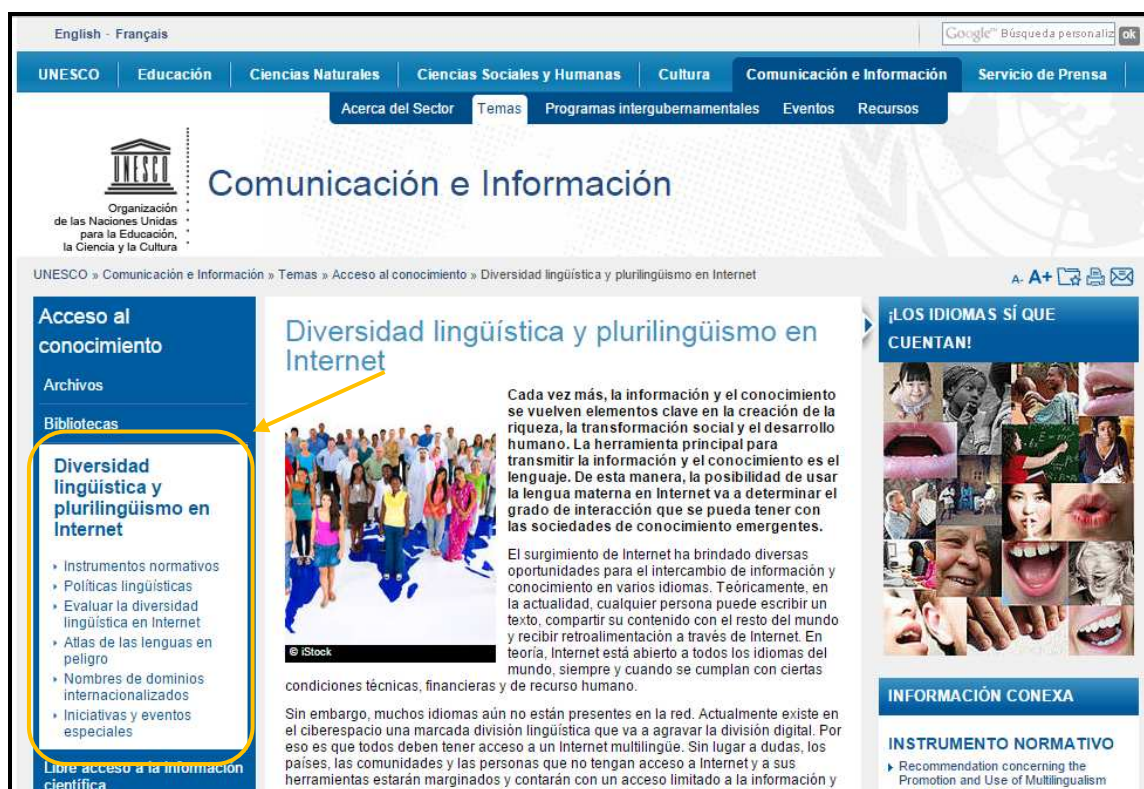 English - Français
Google™ Búsqueda personaliz ok
UNESCO Educación Ciencias Naturales Ciencias Sociales y Humanas Cultura Comunicación e Información Servicio de Prensa
Acerca del Sector Temas Programas intergubernamentales Eventos Recursos
UNESCO
Organización
de las Naciones Unidas
para la Educación,
la Ciencia y la Cultura
Comunicación e Información
UNESCO » Comunicación e Información » Temas » Acceso al conocimiento » Diversidad lingüística y plurilingüismo en Internet
A- A+
Acceso al
conocimiento
Archivos
Bibliotecas
Diversidad
lingüistica y
plurilingüismo en
Internet
Instrumentos normativos
Políticas lingüísticas
Evaluar la diversidad
lingüística en Internet
Atlas de las lenguas en
peligro
Nombres de dominios
internacionalizados
Iniciativas y eventos
especiales
Libre acceso a la información
científica
Diversidad lingüística y plurilingüismo en
Internet
© iStock
Cada vez más, la información y el conocimiento
se vuelven elementos clave en la creación de la
riqueza, la transformación social y el desarrollo
humano. La herramienta principal para
transmitir la información y el conocimiento es el
lenguaje. De esta manera, la posibilidad de usar
la lengua materna en Internet va a determinar el
grado de interacción que se pueda tener con
las sociedades de conocimiento emergentes.
El surgimiento de Internet ha brindado diversas
oportunidades para el intercambio de información y
conocimiento en varios idiomas. Teóricamente, en
la actualidad, cualquier persona puede escribir un
texto, compartir su contenido con el resto del mundo
y recibir retroalimentación a través de Internet. En
teoría, Internet está abierto a todos los idiomas del
mundo, siempre y cuando se cumplan con ciertas
condiciones técnicas, financieras y de recurso humano.
Sin embargo, muchos idiomas aún no están presentes en la red. Actualmente existe en
el ciberespacio una marcada división lingüística que va a agravar la división digital. Por
eso es que todos deben tener acceso a un Internet multilingüe. Sin lugar a dudas, los
países, las comunidades y las personas que no tengan acceso a Internet y a sus
herramientas estarán marginados y contarán con un acceso limitado a la información y
¡LOS IDIOMAS SÍ QUE
CUENTAN!
INFORMACIÓN CONEXA
INSTRUMENTO NORMATIVO
Recommendation concerning the
Promotion and Use of Multilingualism